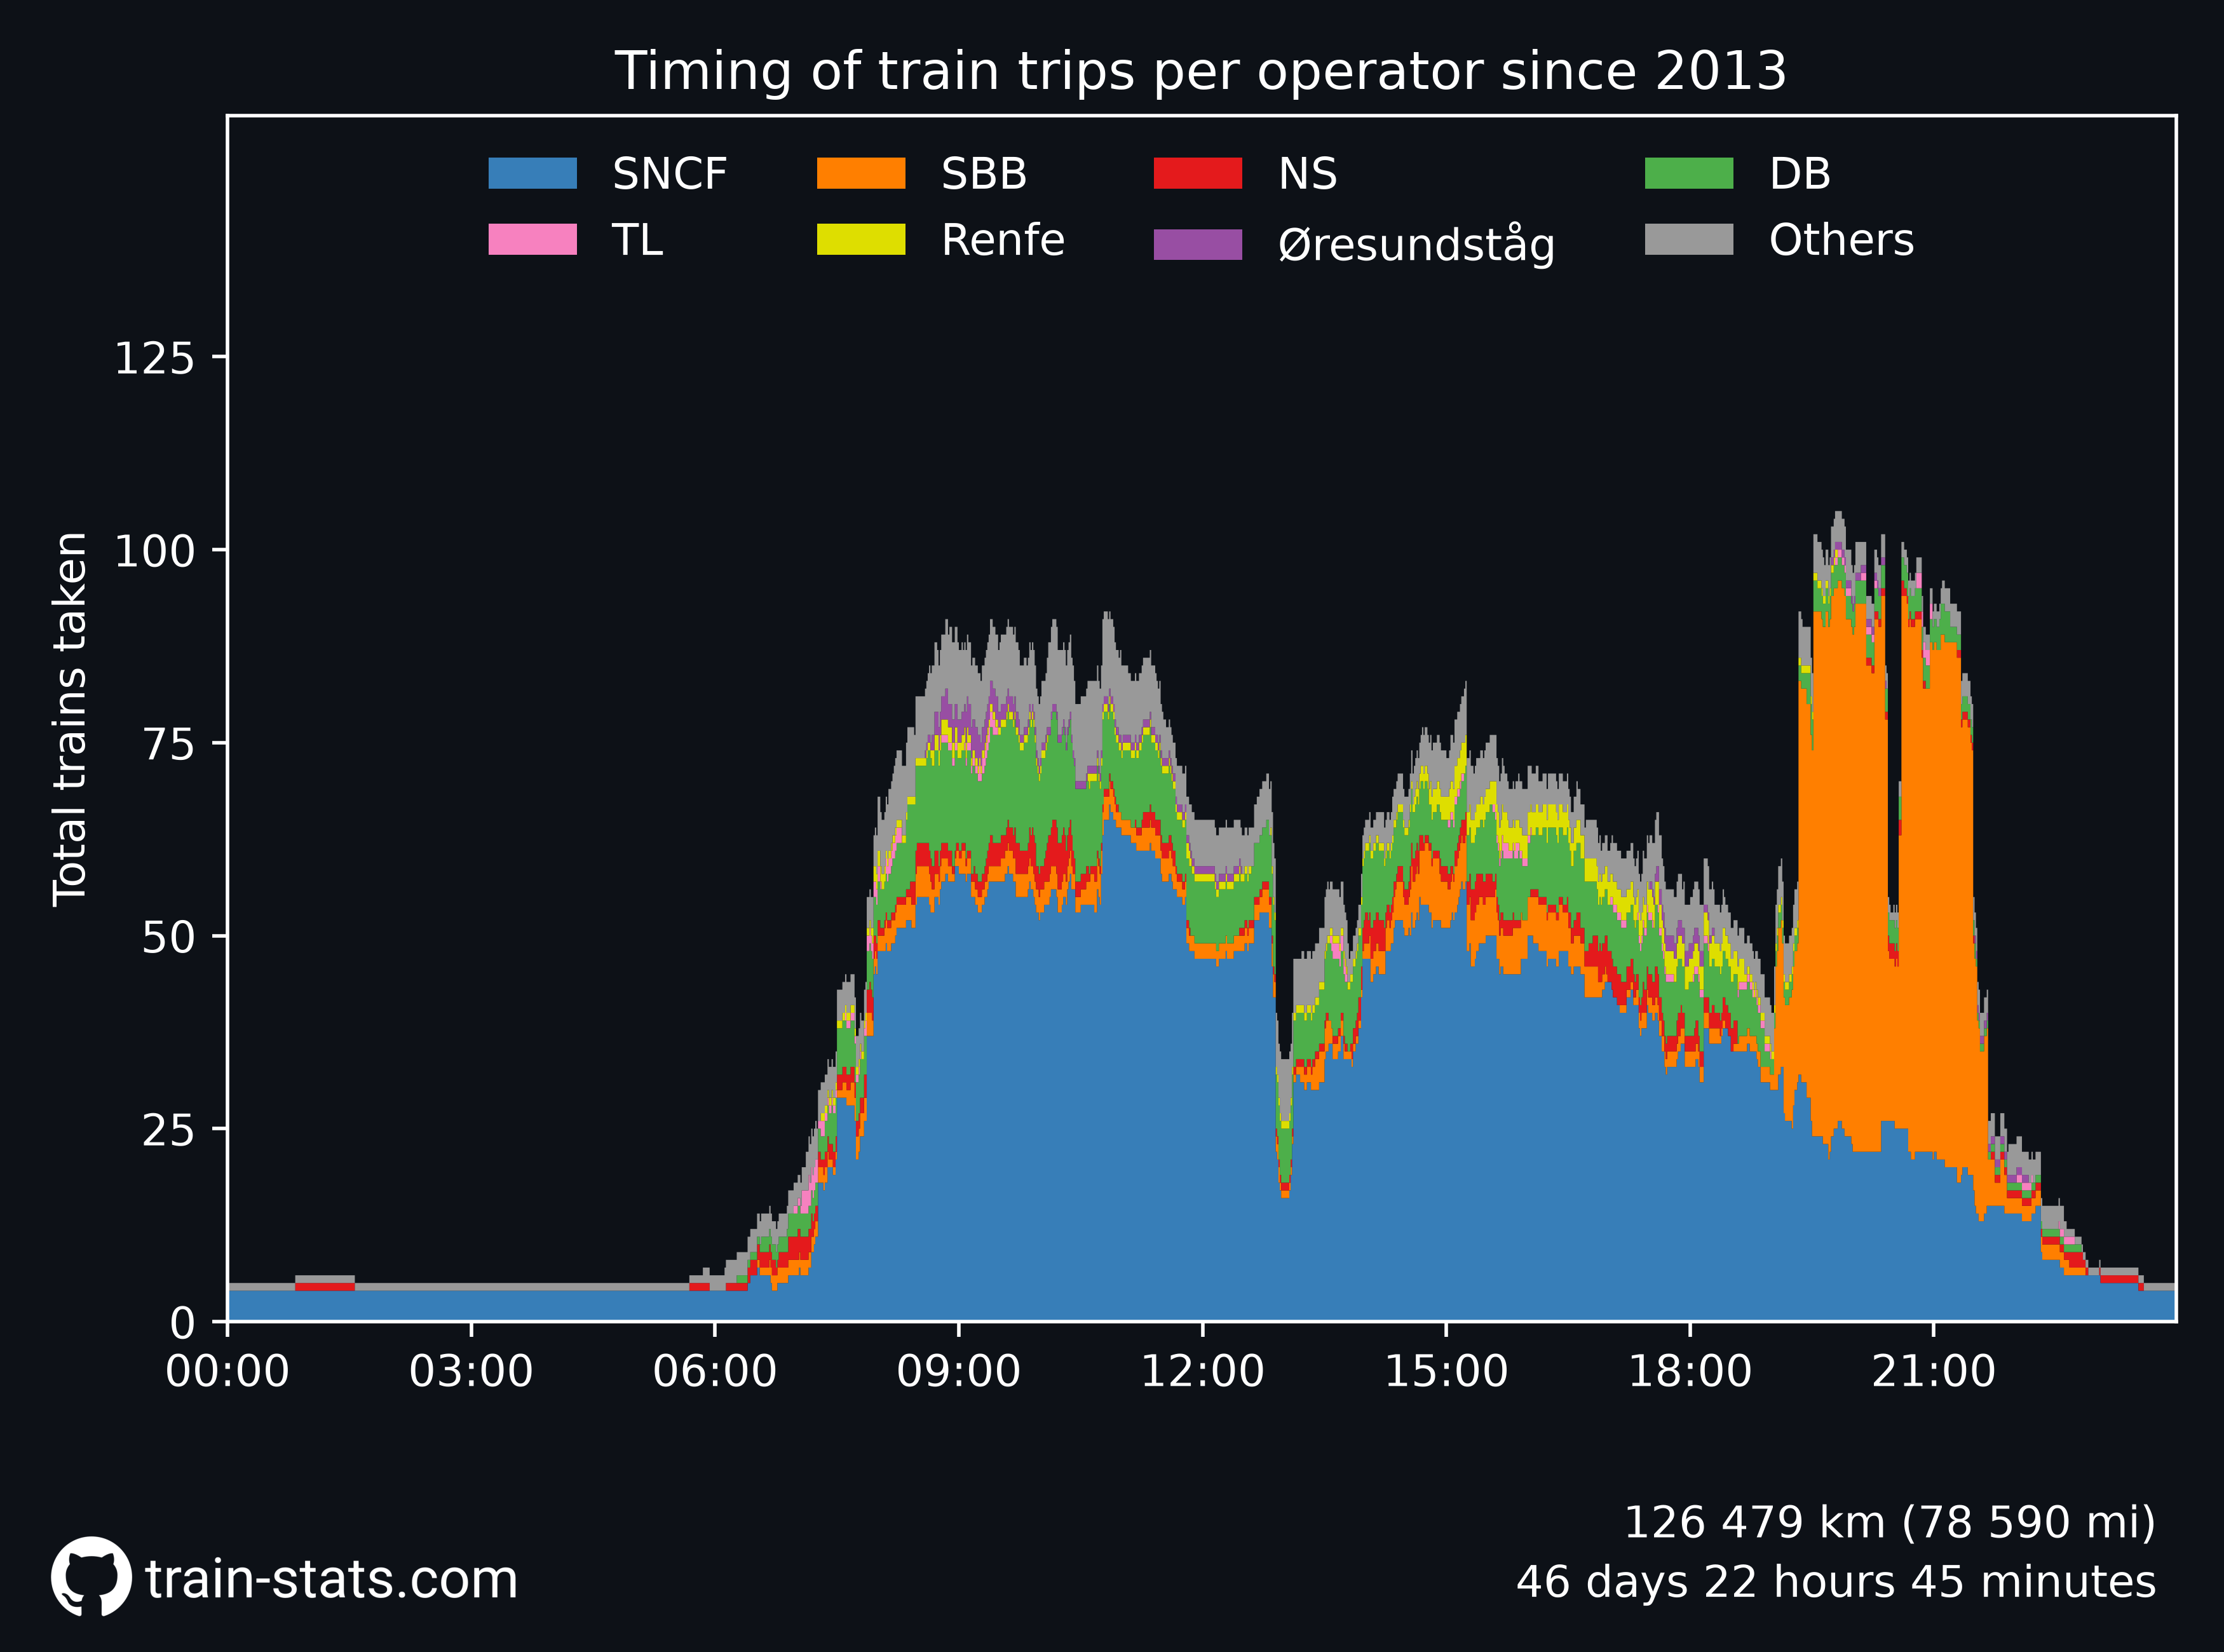 Timing of train trips per operator since 2013
SNCF SBB NS DB
TL Renfe Øresundståg Others
Total trains taken
125
100
75
50
25
0
00:00 03:00 06:00 09:00 12:00 15:00 18:00 21:00
126 479 km (78 590 mi)
train-stats.com
46 days 22 hours 45 minutes